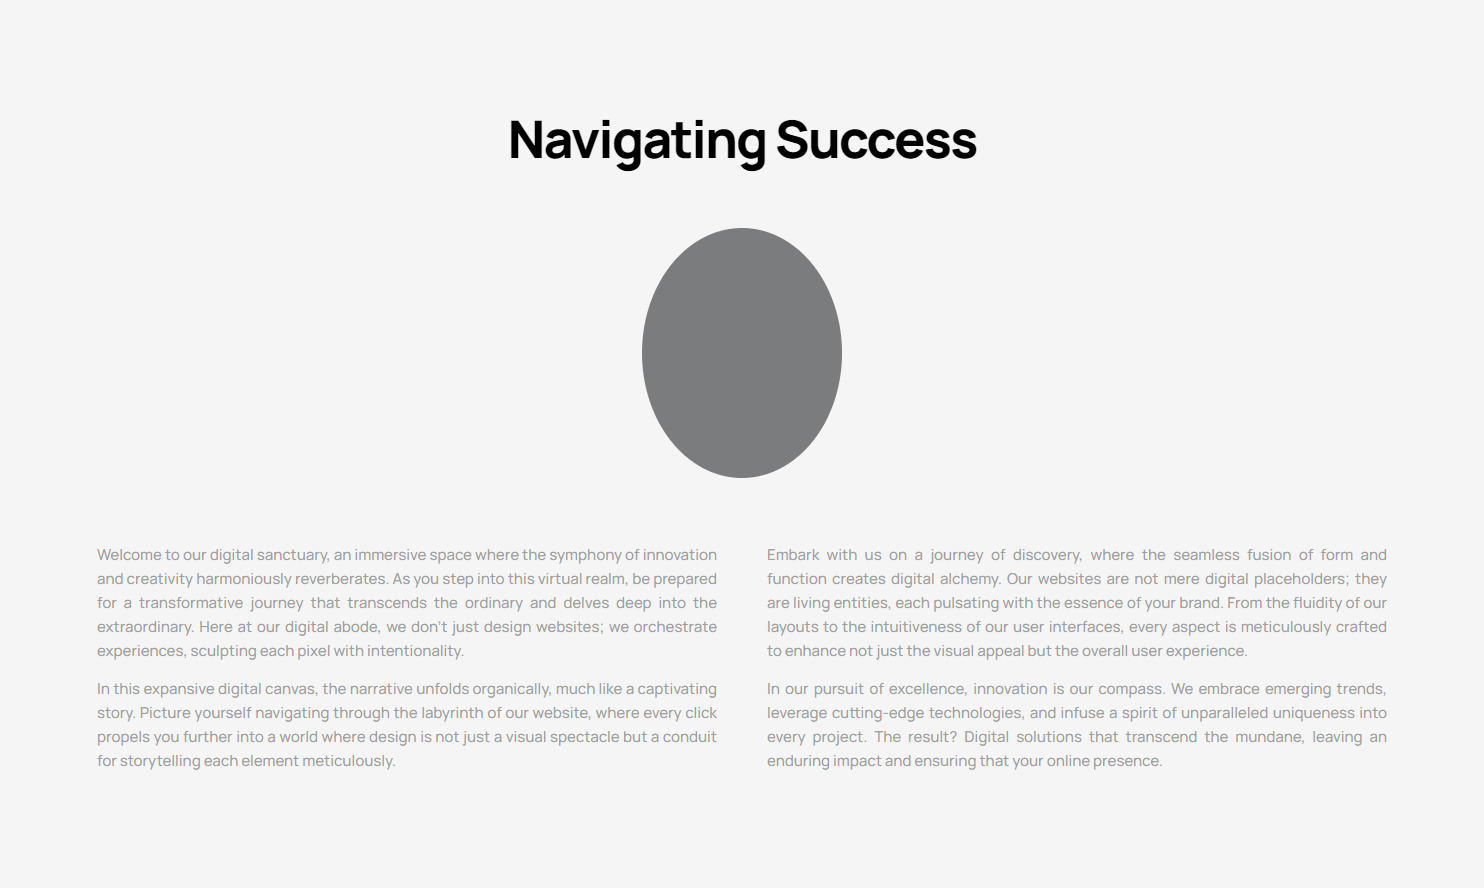 Navigating Success
Welcome to our digital sanctuary, an immersive space where the symphony of innovation
and creativity harmoniously reverberates. As you step into this virtual realm, be prepared
for a transformative journey that transcends the ordinary and delves deep into the
extraordinary. Here at our digital abode, we don't just design websites; we orchestrate
experiences, sculpting each pixel with intentionality.
In this expansive digital canvas, the narrative unfolds organically, much like a captivating
story. Picture yourself navigating through the labyrinth of our website, where every click
propels you further into a world where design is not just a visual spectacle but a conduit
for storytelling each element meticulously.
Embark with us on a journey of discovery, where the seamless fusion of form and
function creates digital alchemy. Our websites are not mere digital placeholders; they
are living entities, each pulsating with the essence of your brand. From the fluidity of our
layouts to the intuitiveness of our user interfaces, every aspect is meticulously crafted
to enhance not just the visual appeal but the overall user experience.
In our pursuit of excellence, innovation is our compass. We embrace emerging trends,
leverage cutting-edge technologies, and infuse a spirit of unparalleled uniqueness into
every project. The result? Digital solutions that transcend the mundane, leaving an
enduring impact and ensuring that your online presence.